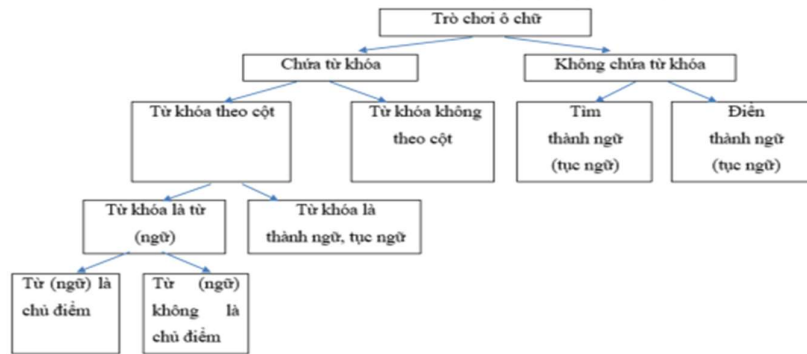 Trò chơi ô chữ
Chứa từ khóa
Không chứa từ khóa
Từ khóa theo cột
Từ khóa không
theo cột
Tìm
thành ngữ
(tục ngữ)
Điền
thành ngữ
(tục ngữ)
Từ khóa là từ
(ngữ)
Từ khóa là
thành ngữ, tục ngữ
Từ (ngữ) là
chủ điểm
Từ (ngữ)
không là
chủ điểm